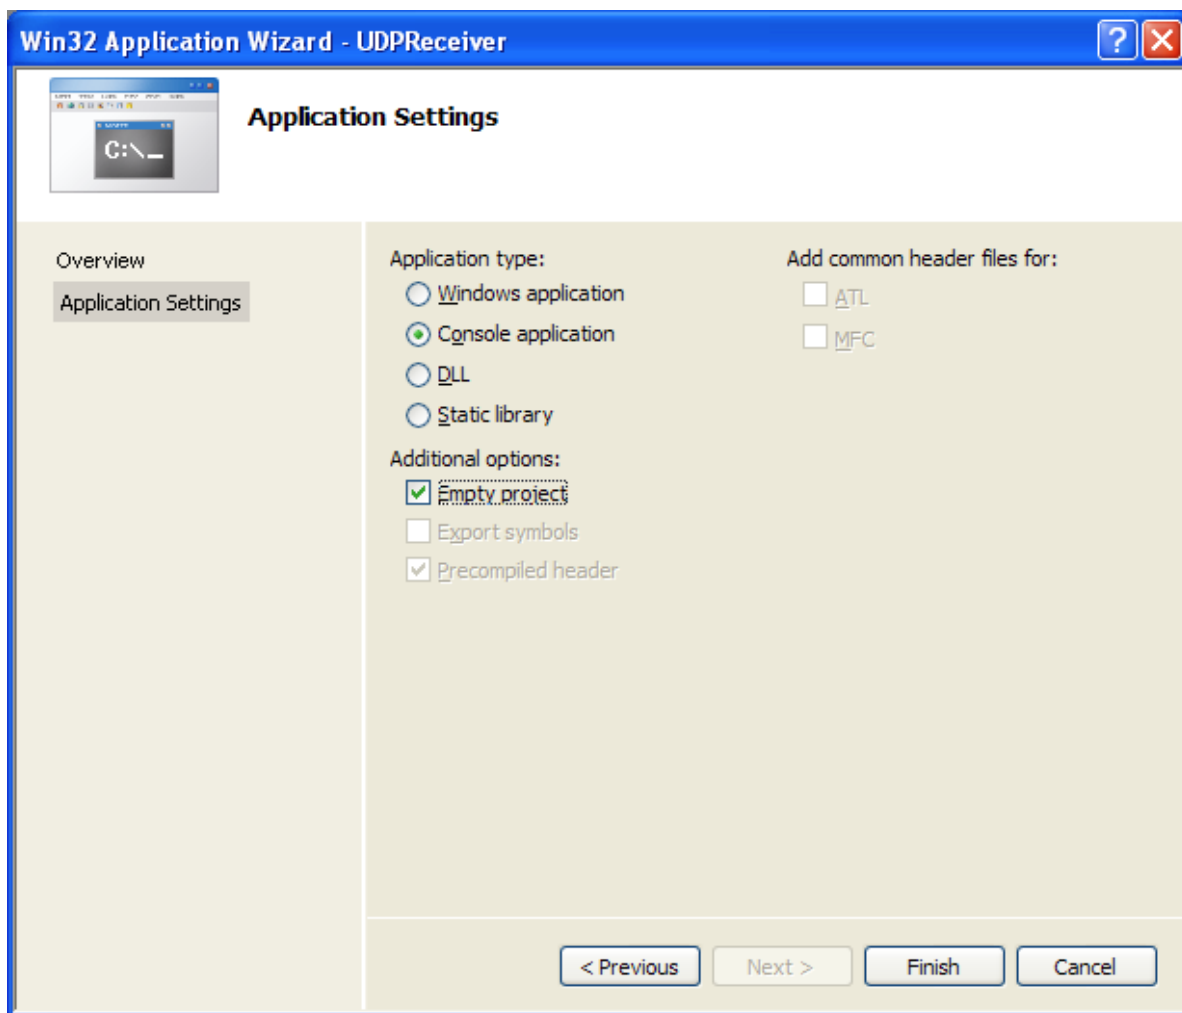 Win32 Application Wizard - UDPReceiver
Application Settings
C:\_
Overview
Application Settings
Application type:
Windows application
Console application
DLL
Static library
Additional options:
Empty project
Export symbols
Precompiled header
Add common header files for:
ATL
MFC
< Previous
Next >
Finish
Cancel